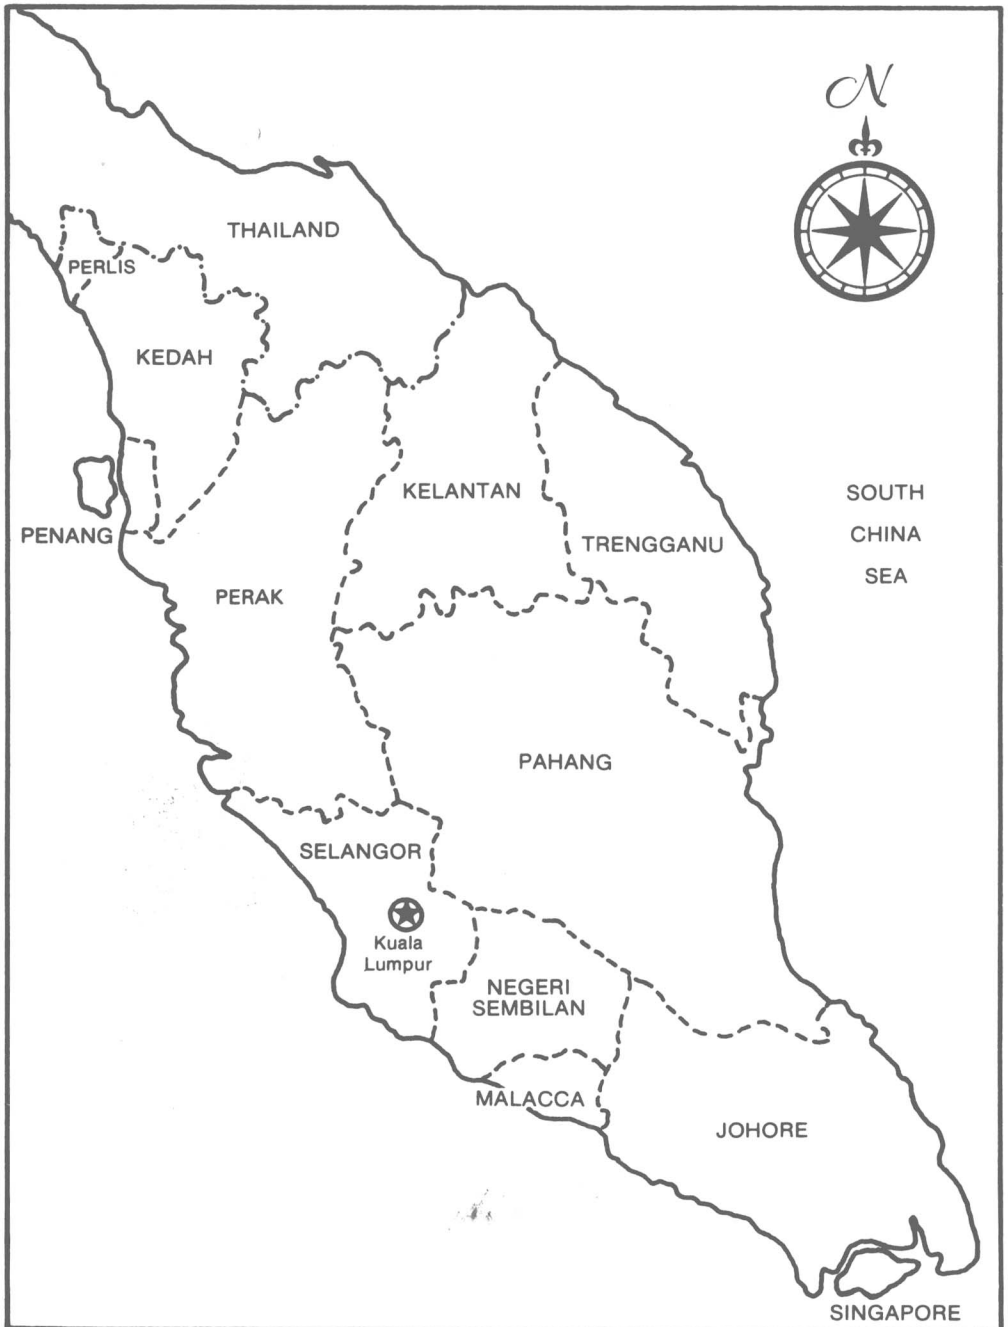 N
THAILAND
PERLIS
KEDAH
KELANTAN
SOUTH
CHINA
SEA
PENANG
TRENGGANU
PERAK
PAHANG
SELANGOR
Kuala
Lumpur
NEGERI
SEMBILAN
MALACCA
JOHORE
SINGAPORE